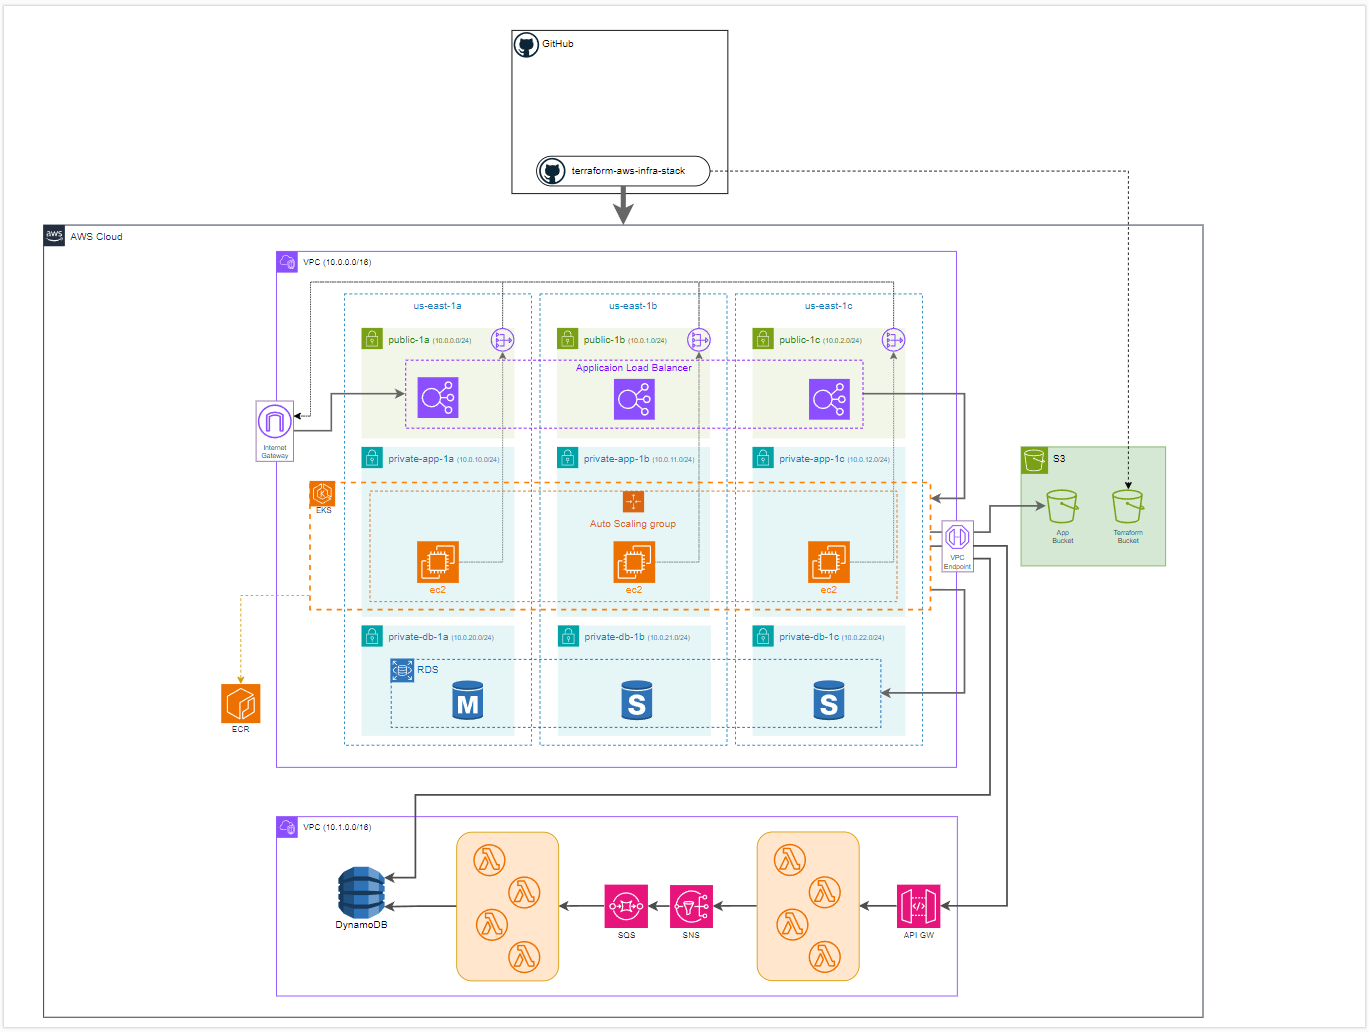 GitHub
terraform-aws-infra-stack
aws
AWS Cloud
VPC (10.0.0.0/16)
us-east-1a
us-east-1b
us-east-1c
public-1a (10.0.0.0/24)
public-1b (10.0.1.0/24)
public-1c (10.0.2.0/24)
Applicaion Load Balancer
Internet
Gateway
private-app-1a (10.0.10.0/24)
private-app-1b (10.0.11.0/24)
private-app-1c (10.0.12.0/24)
S3
EKS
Auto Scaling group
App
Bucket
Terraform
Bucket
VPC
Endpoint
ec2
ec2
ec2
private-db-1a (10.0.20.0/24)
private-db-1b (10.0.21.0/24)
private-db-1c (10.0.22.0/24)
RDS
M
S
S
ECR
VPC (10.1.0.0/16)
DynamoDB
SQS
SNS
API GW